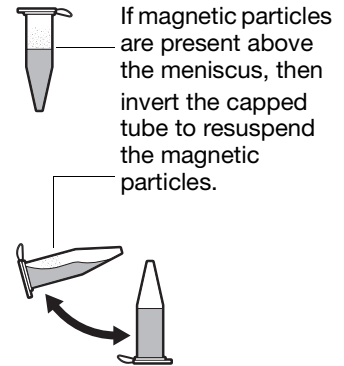 If magnetic particles
are present above
the meniscus, then
invert the capped
tube to resuspend
the magnetic
particles.